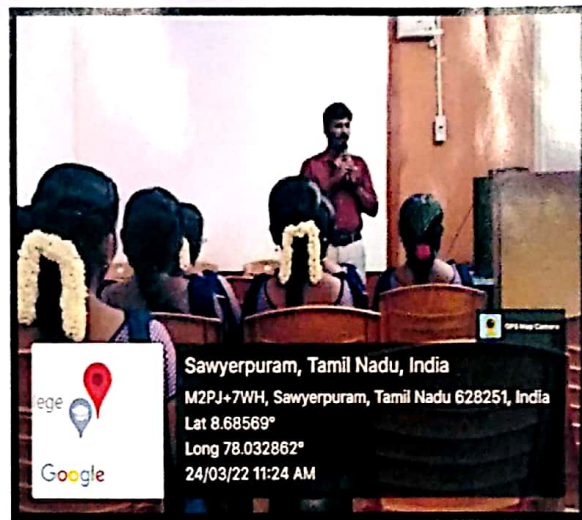 GPS Map Camera
Sawyerpuram, Tamil Nadu, India
M2PJ+7WH, Sawyerpuram, Tamil Nadu 628251, India
Lat 8.68569°
Long 78.032862°
24/03/22 11:24 AM
ege
Google